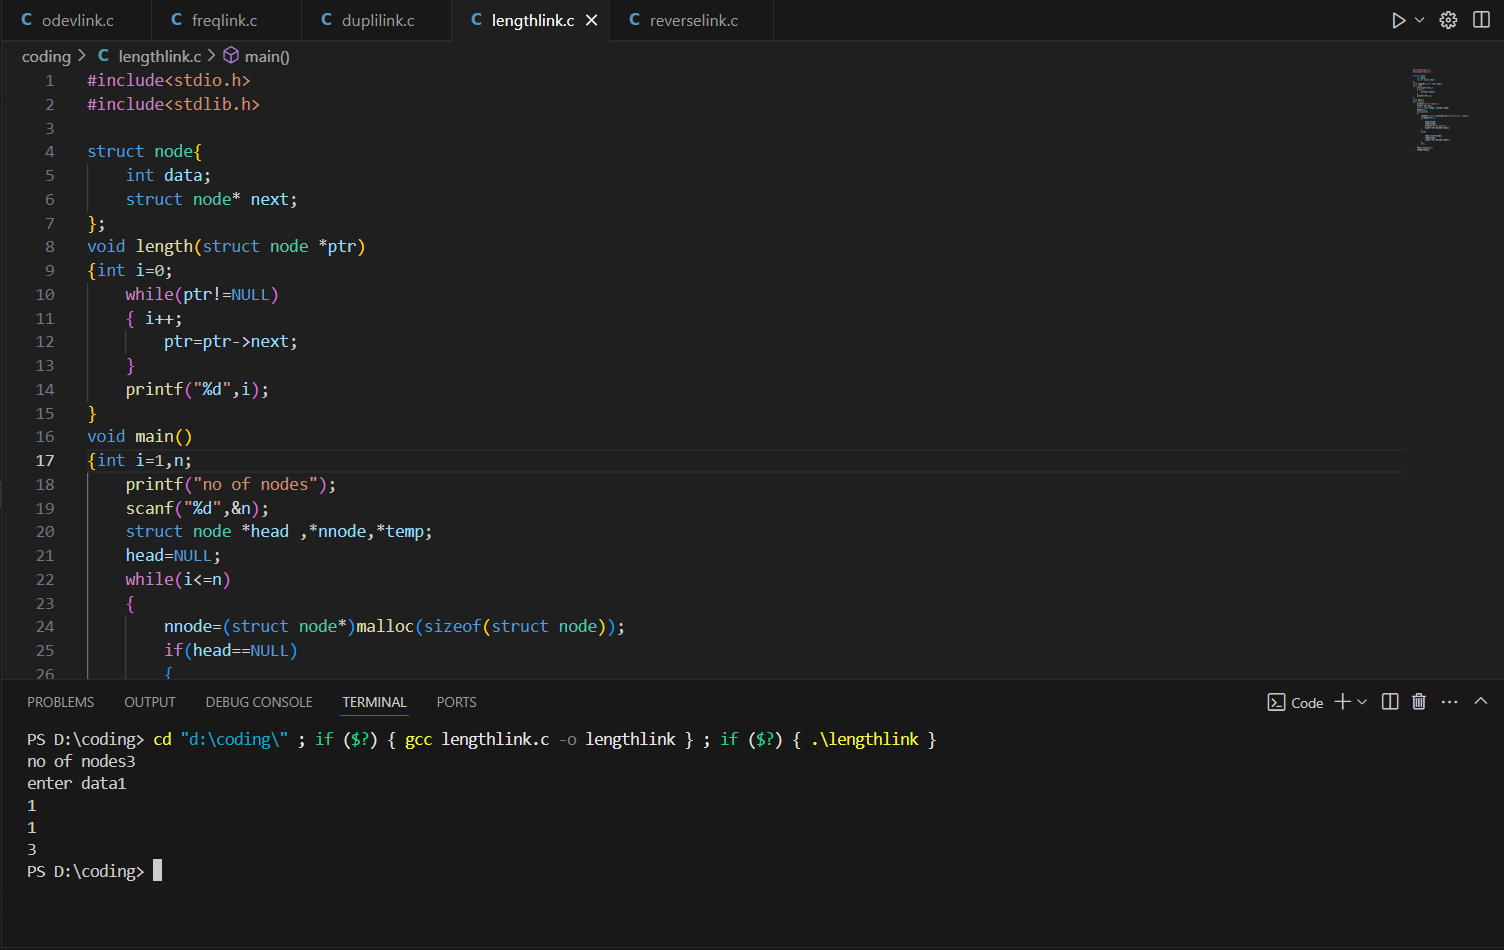 C odevlink.c C freqlink.c C duplilink.c C lengthlink.c C reverselink.c
coding > C lengthlink.c > main()
1 #include<stdio.h>
2 #include<stdlib.h>
3
4 struct node{
5 int data;
6 struct node* next;
7 };
8 void length(struct node *ptr)
9 {int i=0;
10 while(ptr!=NULL)
11 { i++;
12 ptr=ptr->next;
13 }
14 printf("%d",i);
15 }
16 void main()
17 {int i=1,n;
18 printf("no of nodes");
19 scanf("%d",&n);
20 struct node *head ,*nnode,*temp;
21 head=NULL;
22 while(i<=n)
23 {
24 nnode=(struct node*)malloc(sizeof(struct node));
25 if(head==NULL)
26 {
PROBLEMS OUTPUT DEBUG CONSOLE TERMINAL PORTS Code
PS D:\coding> cd "d:\coding\" ; if ($?) { gcc lengthlink.c -o lengthlink } ; if ($?) { .\lengthlink }
no of nodes3
enter data1
1
1
3
PS D:\coding>